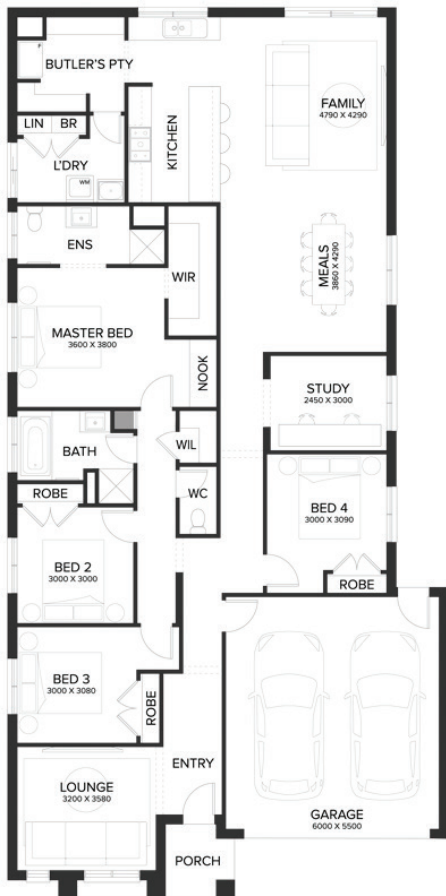 BUTLER'S PTY
LIN
BR
L'DRY
WM
KITCHEN
FAMILY
4790 X 4290
MEALS
3860 X 4290
ENS
WIR
MASTER BED
3600 X 3800
NOOK
STUDY
2450 X 3000
BATH
WIL
WC
ROBE
BED 2
3000 X 3000
BED 4
3000 X 3090
ROBE
BED 3
3000 X 3080
ROBE
ENTRY
LOUNGE
3200 X 3580
GARAGE
6000 X 5500
PORCH